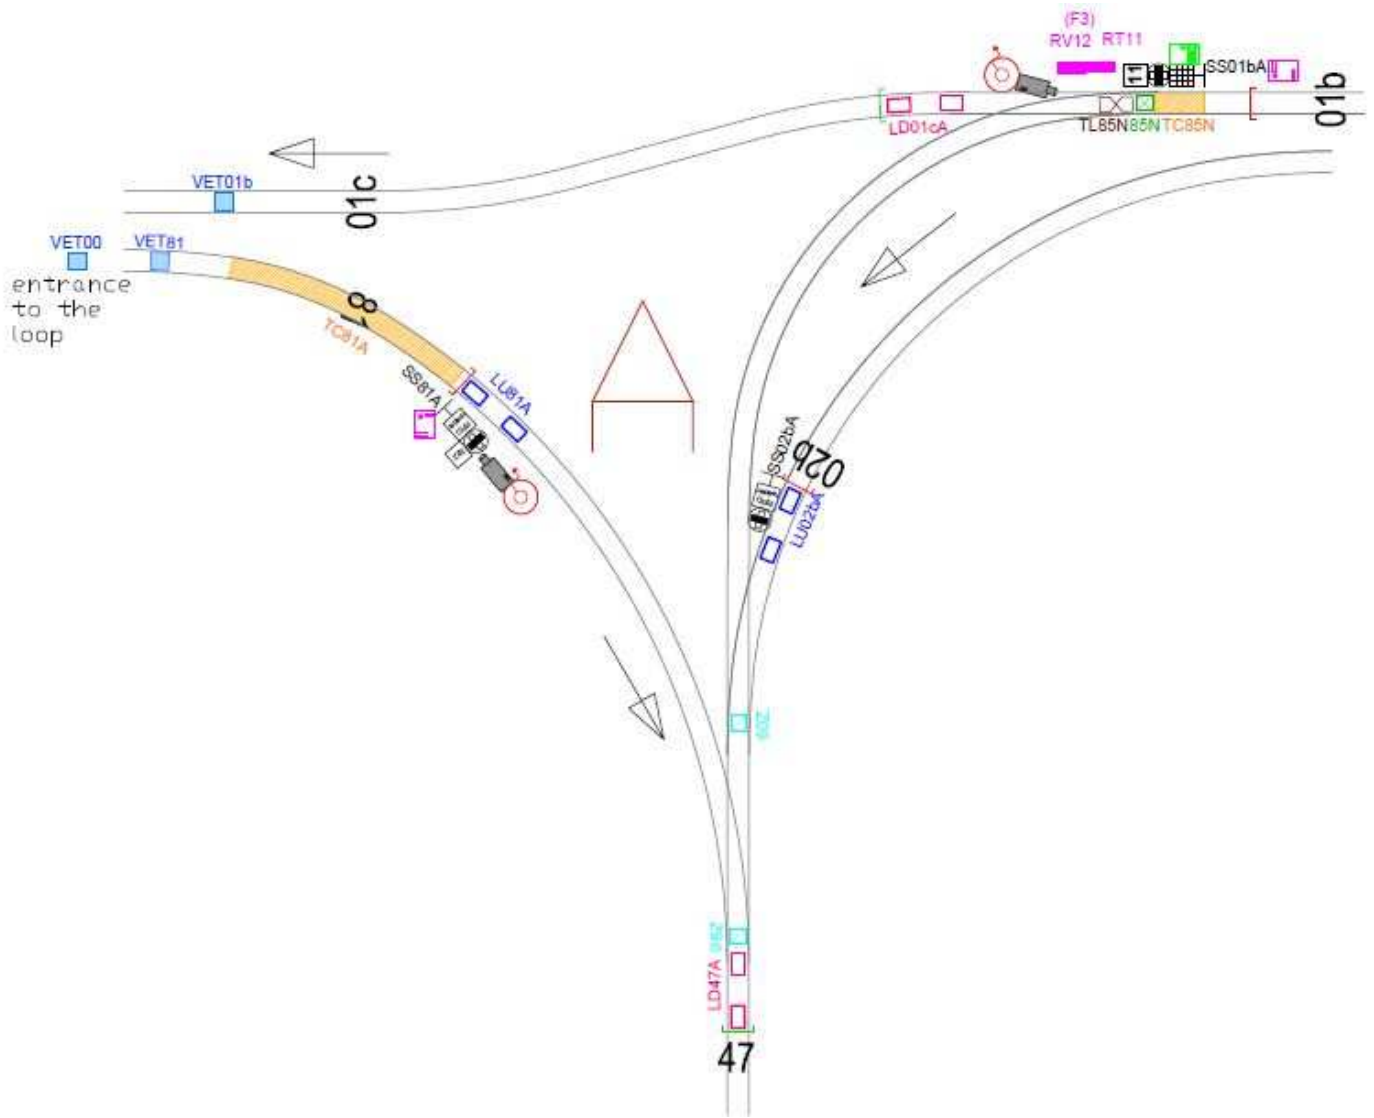 (F3)
RV12 RT11
11
SS01bA
01b
LD01cA
TL85N 85N TC85N
VET01b
01c
VET00
VET81
entrance
to the
loop
81
TC81A
SS81A
LU81A
SS02bA
02b
LU02bA
LD47A
47